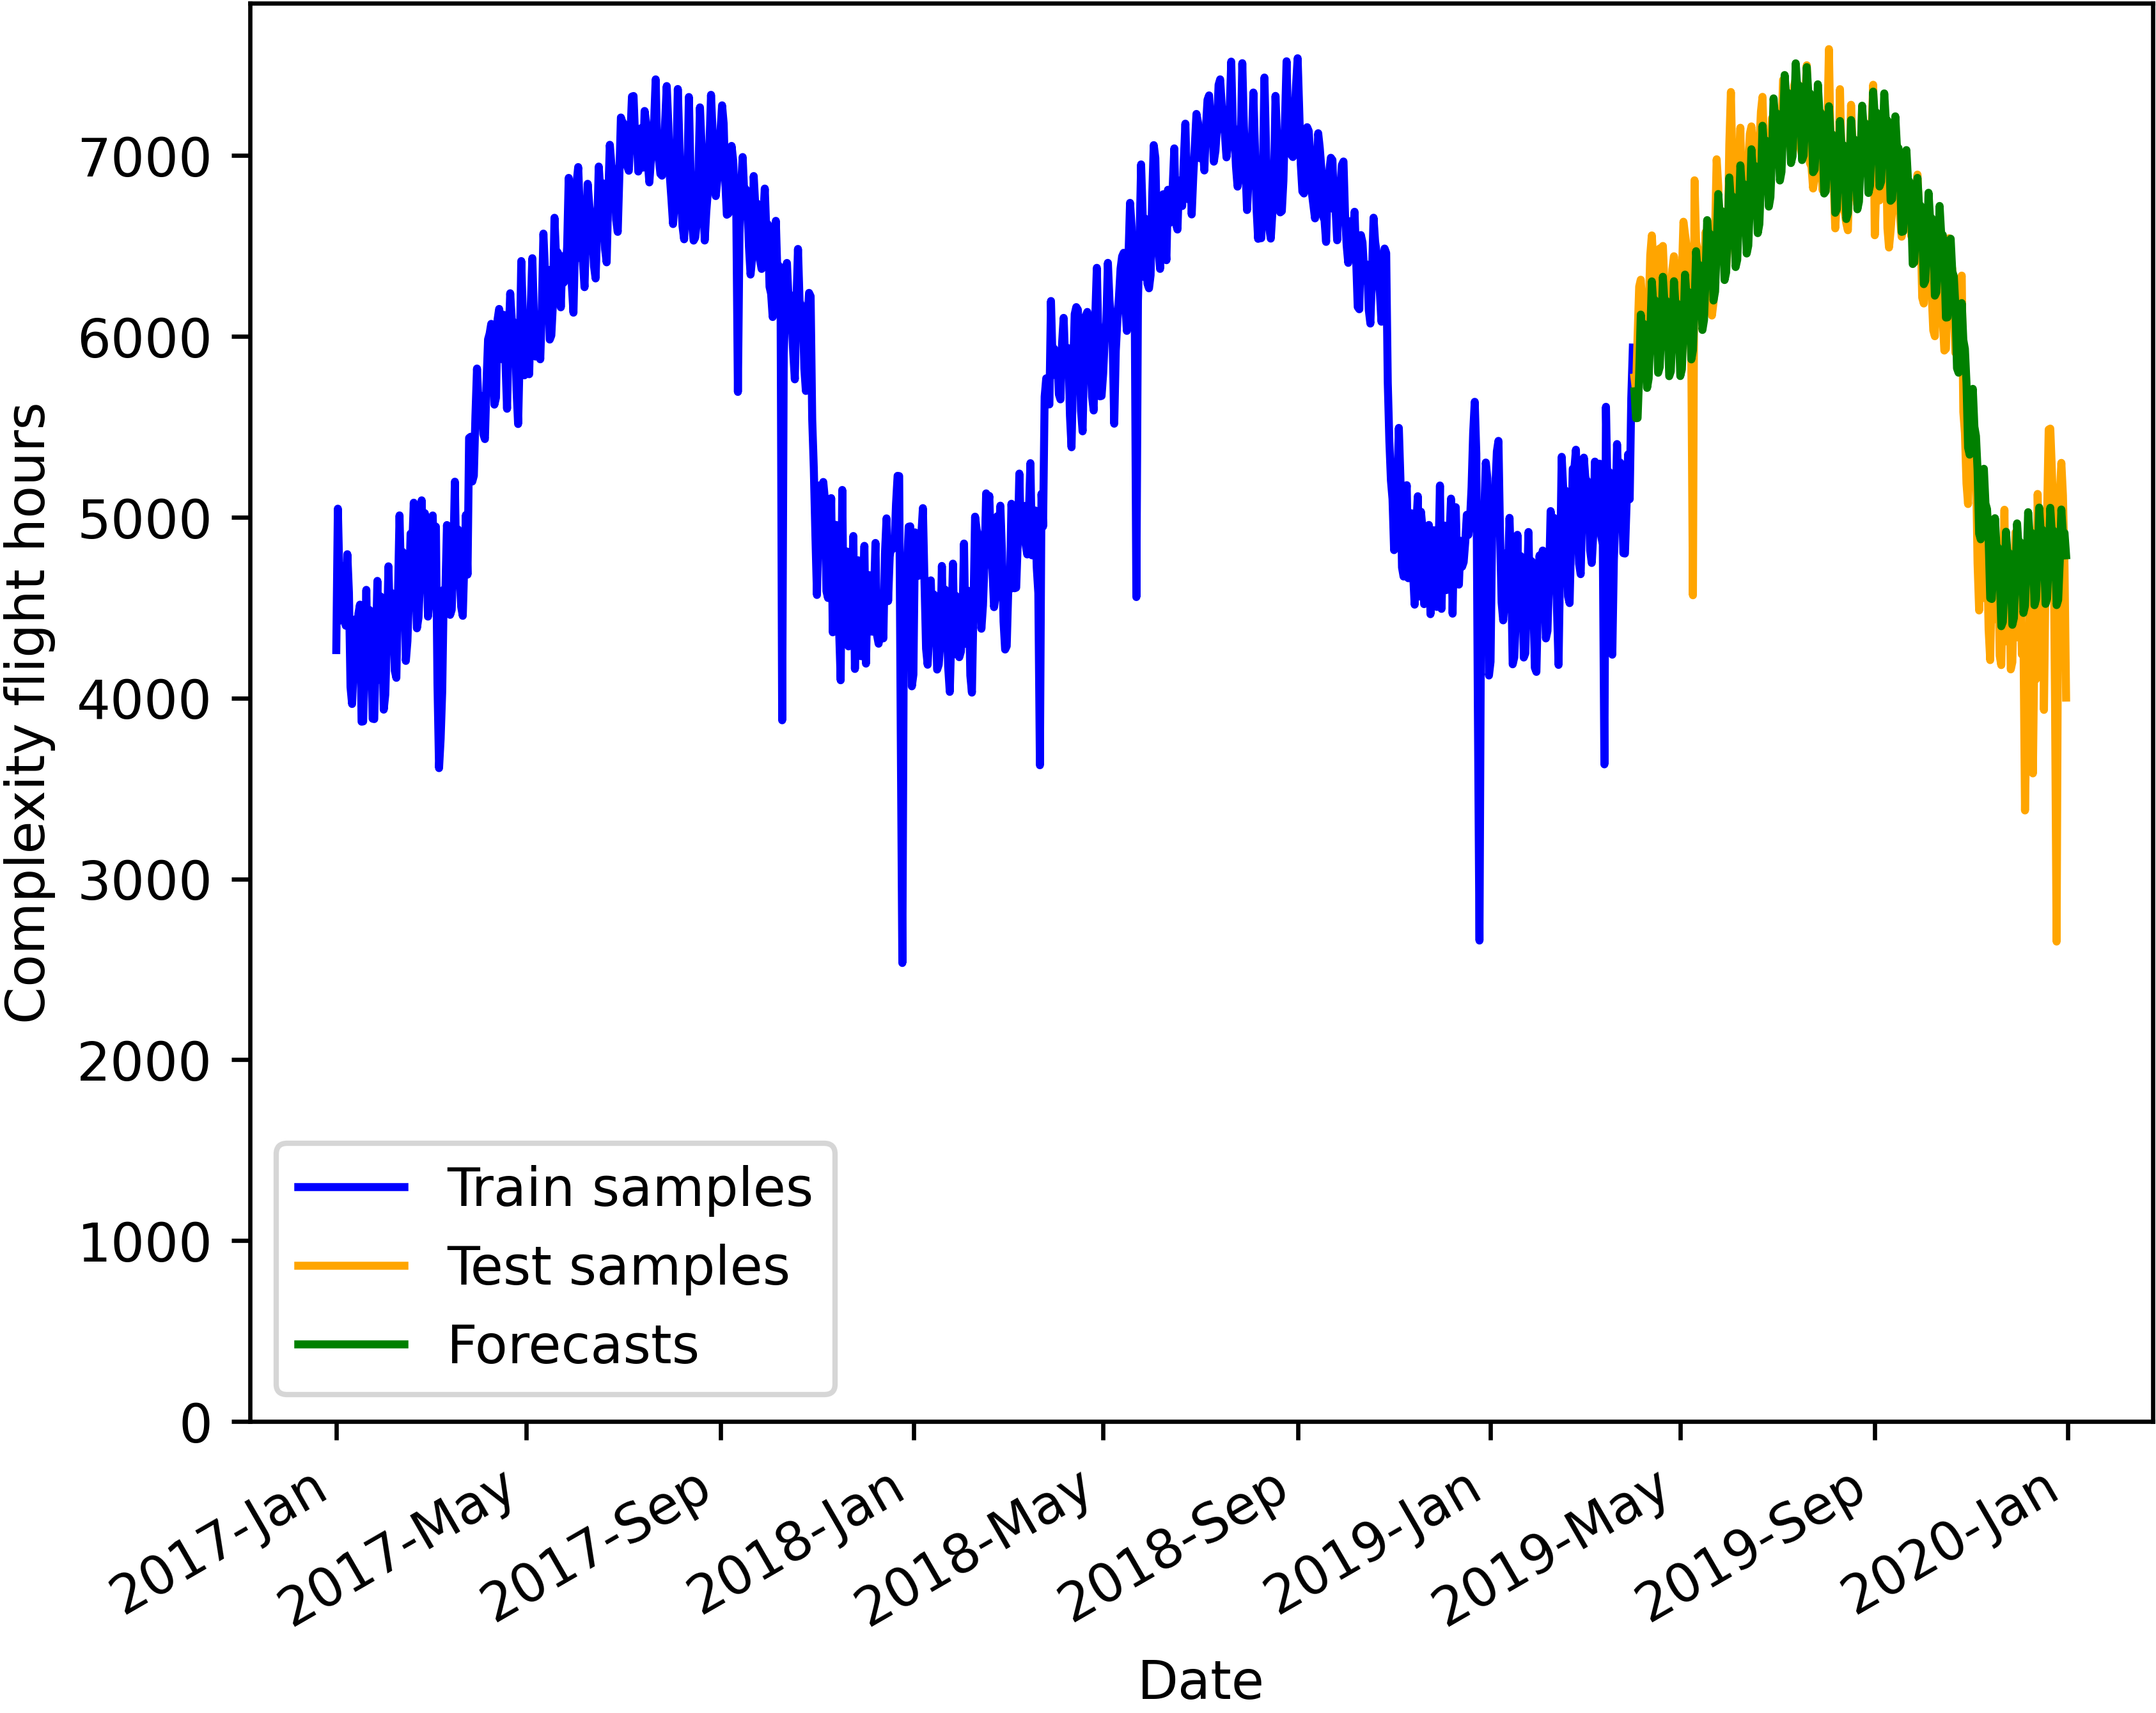 Complexity flight hours
7000
6000
5000
4000
3000
2000
1000
0
Train samples
Test samples
Forecasts
2017-Jan
2017-May
2017-Sep
2018-Jan
2018-May
2018-Sep
2019-Jan
2019-May
2019-Sep
2020-Jan
Date